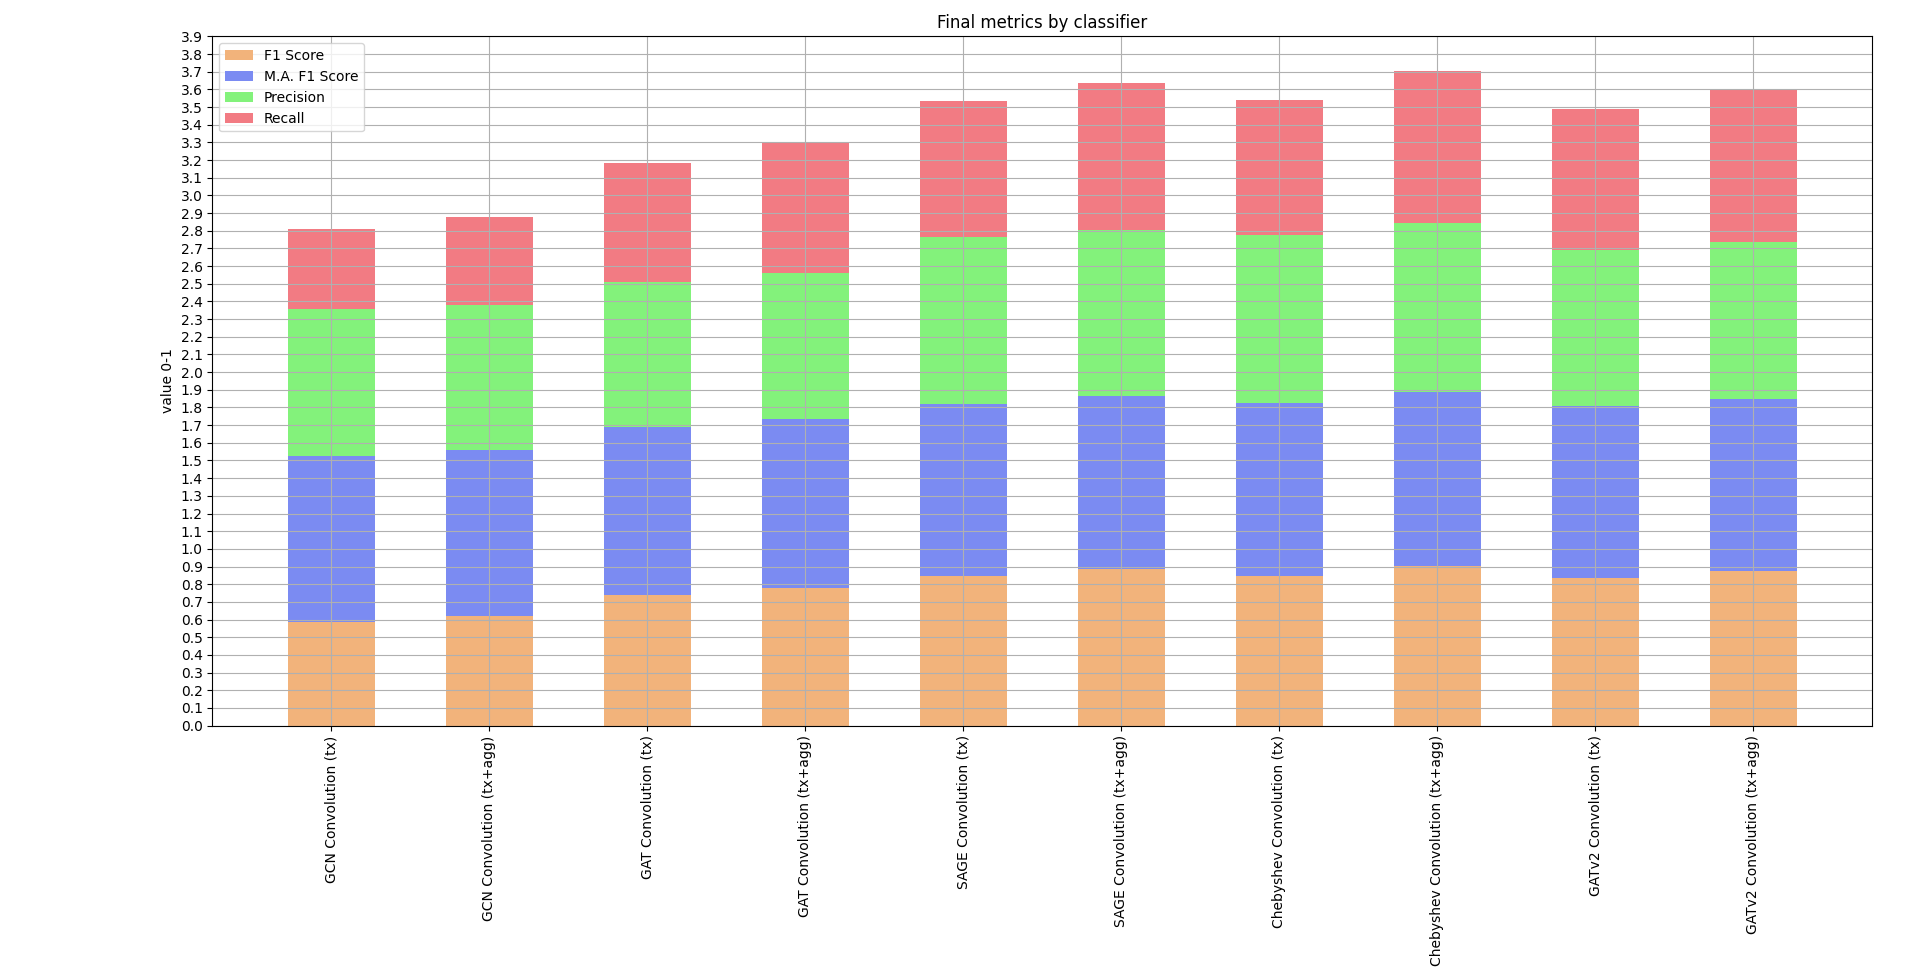 Final metrics by classifier
F1 Score
M.A. F1 Score
Precision
Recall
value 0-1
3.9
3.8
3.7
3.6
3.5
3.4
3.3
3.2
3.1
3.0
2.9
2.8
2.7
2.6
2.5
2.4
2.3
2.2
2.1
2.0
1.9
1.8
1.7
1.6
1.5
1.4
1.3
1.2
1.1
1.0
0.9
0.8
0.7
0.6
0.5
0.4
0.3
0.2
0.1
0.0
GCN Convolution (tx)
GCN Convolution (tx+agg)
GAT Convolution (tx)
GAT Convolution (tx+agg)
SAGE Convolution (tx)
SAGE Convolution (tx+agg)
Chebyshev Convolution (tx)
Chebyshev Convolution (tx+agg)
GATv2 Convolution (tx)
GATv2 Convolution (tx+agg)